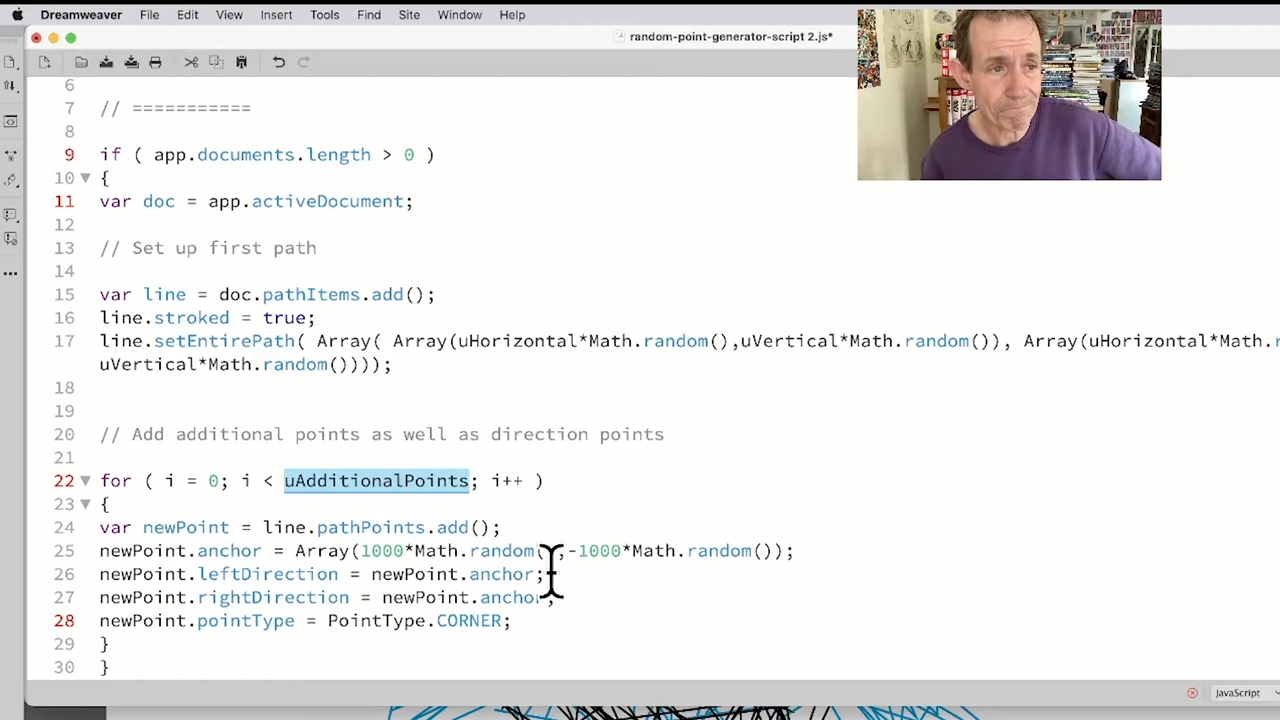 Dreamweaver File Edit View Insert Tools Find Site Window Help
random-point-generator-script 2.js*
6
7 // ===========
8
9 if ( app.documents.length > 0 )
10 {
11 var doc = app.activeDocument;
12
13 // Set up first path
14
15 var line = doc.pathItems.add();
16 line.stroked = true;
17 line.setEntirePath( Array( Array(uHorizontal*Math.random(),uVertical*Math.random()), Array(uHorizontal*Math.r
uVertical*Math.random())));
18
19
20 // Add additional points as well as direction points
21
22 for ( i = 0; i < uAdditionalPoints; i++ )
23 {
24 var newPoint = line.pathPoints.add();
25 newPoint.anchor = Array(1000*Math.random(),-1000*Math.random());
26 newPoint.leftDirection = newPoint.anchor;
27 newPoint.rightDirection = newPoint.anchor;
28 newPoint.pointType = PointType.CORNER;
29 }
30 }
JavaScript